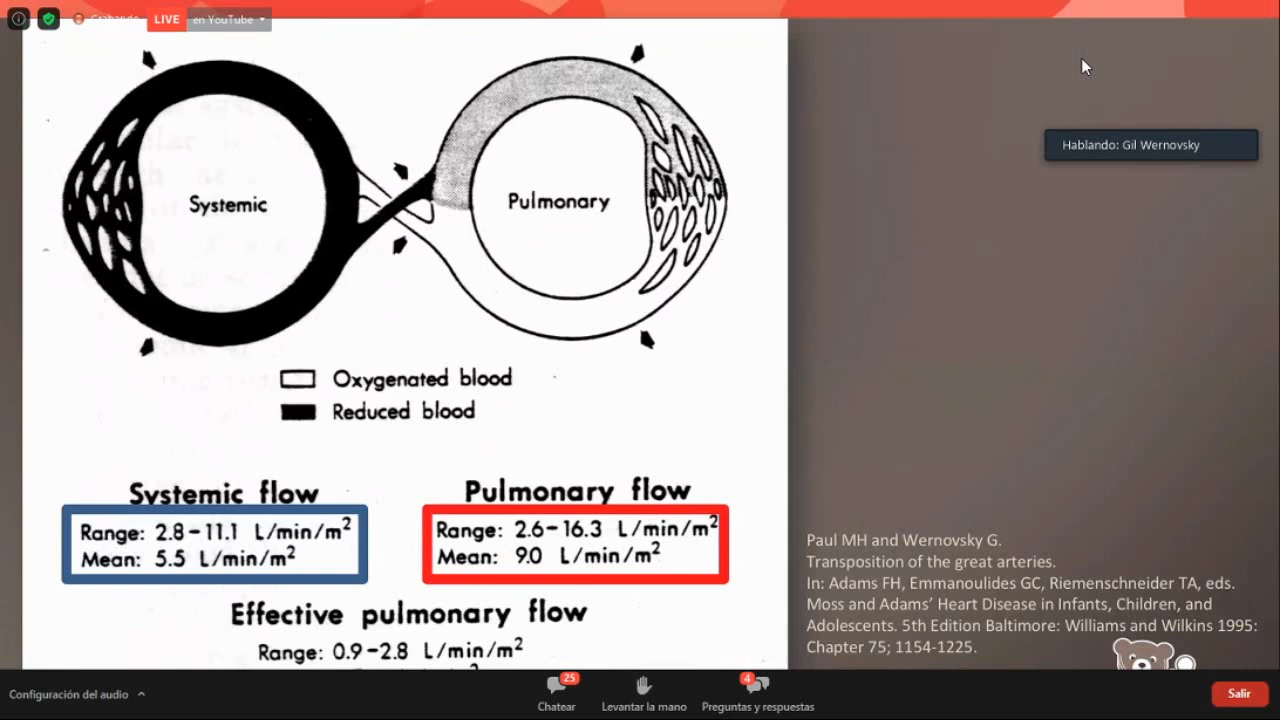 Grabando
LIVE
en YouTube
Hablando: Gil Wernovsky
Systemic
Pulmonary
Oxygenated blood
Reduced blood
Systemic flow
Range: 2.8-11.1 L/min/m²
Mean: 5.5 L/min/m²
Pulmonary flow
Range: 2.6-16.3 L/min/m²
Mean: 9.0 L/min/m²
Effective pulmonary flow
Range: 0.9-2.8 L/min/m²
Paul MH and Wernovsky G.
Transposition of the great arteries.
In: Adams FH, Emmanoulides GC, Riemenschneider TA, eds.
Moss and Adams’ Heart Disease in Infants, Children, and
Adolescents. 5th Edition Baltimore: Williams and Wilkins 1995:
Chapter 75; 1154-1225.
Configuración del audio
25
Chatear
Levantar la mano
4
Preguntas y respuestas
Salir